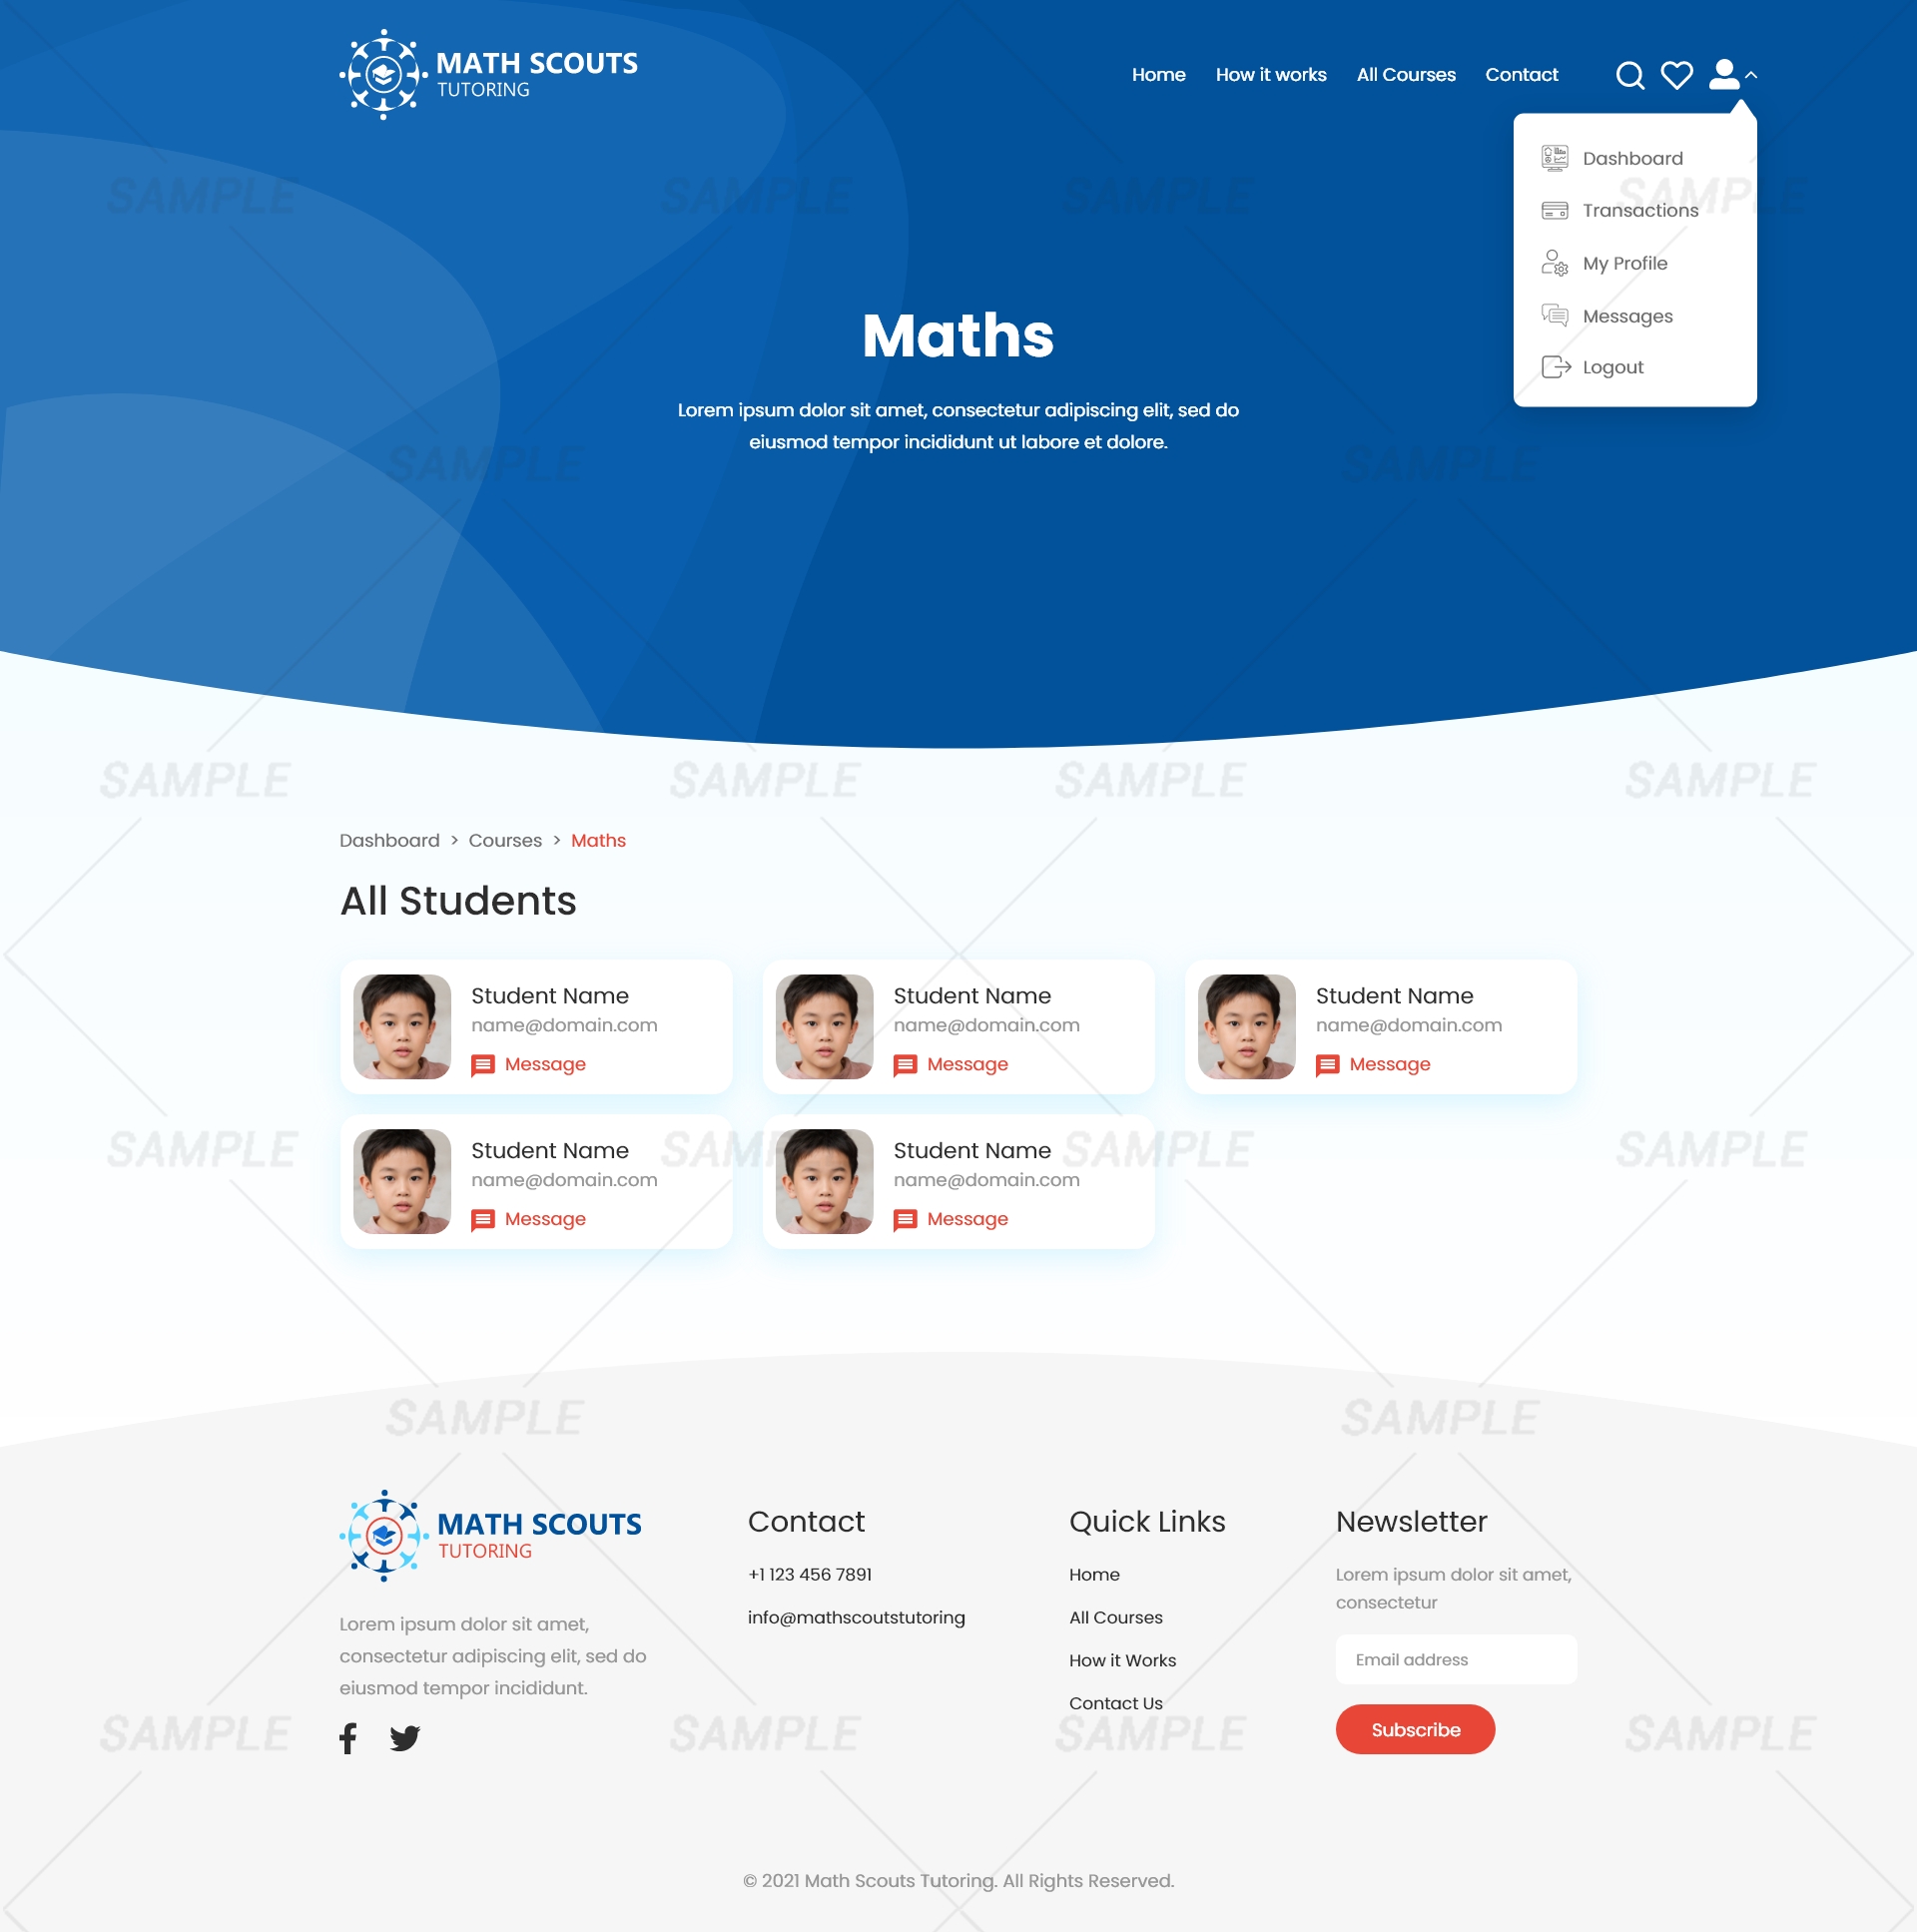 MATH SCOUTS
TUTORING
Home How it works All Courses Contact
Dashboard
Transactions
My Profile
Messages
Logout
SAMPLE SAMPLE SAMPLE SAMPLE
Maths
Lorem ipsum dolor sit amet, consectetur adipiscing elit, sed do
eiusmod tempor incididunt ut labore et dolore.
SAMPLE SAMPLE
SAMPLE SAMPLE SAMPLE SAMPLE
Dashboard > Courses > Maths
All Students
Student Name
name@domain.com
Message
Student Name
name@domain.com
Message
Student Name
name@domain.com
Message
Student Name
name@domain.com
Message
Student Name
name@domain.com
Message
SAMPLE SAMPLE SAMPLE SAMPLE
SAMPLE SAMPLE
MATH SCOUTS
TUTORING
Lorem ipsum dolor sit amet,
consectetur adipiscing elit, sed do
eiusmod tempor incididunt.
Contact
+1 123 456 7891
info@mathscoutstutoring
Quick Links
Home
All Courses
How it Works
Contact Us
Newsletter
Lorem ipsum dolor sit amet,
consectetur
Email address
Subscribe
SAMPLE SAMPLE SAMPLE SAMPLE
© 2021 Math Scouts Tutoring. All Rights Reserved.